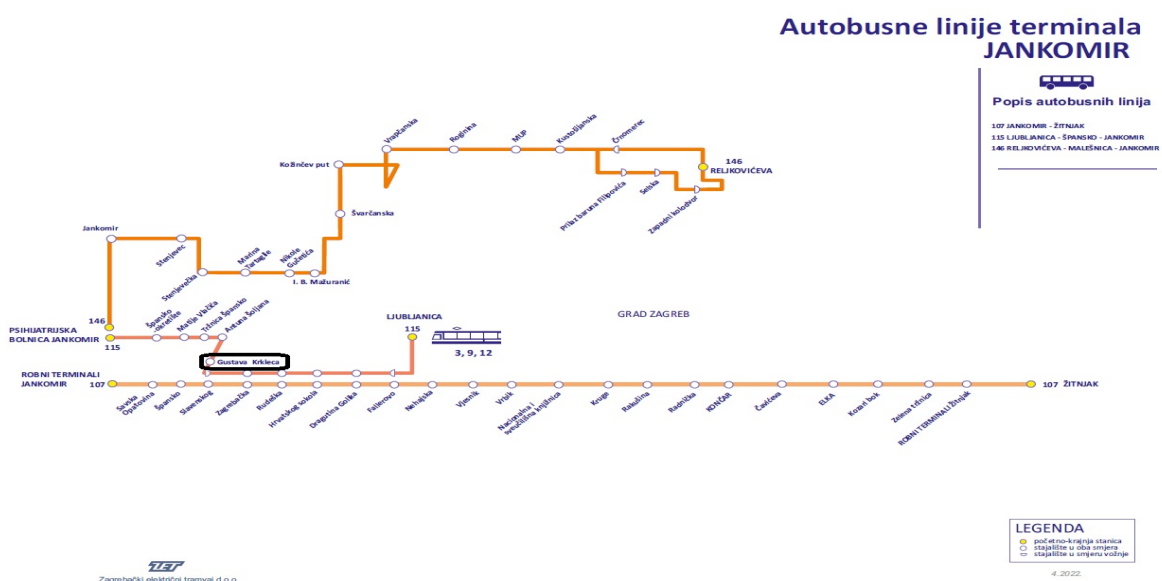 Autobusne linije terminala
JANKOMIR
Popis autobusnih linija
107 JANKOMIR - ŽITNJAK
115 LJUBLJANICA - ŠPANSKO - JANKOMIR
146 RELJKOVIĆEVA - MALEŠNICA - JANKOMIR
Vrapčanska
Roginina
MUP
Kustošijanska
Črnomerec
146
RELJKOVIĆEVA
Kožinčev put
Prilaz baruna Filipovića
Selska
Zapadni kolodvor
Švarčanska
Jankomir
Stenjevec
Stenjevečka
Marina
Tartaglie
Nikole
Gučetića
I. B. Mažuranić
146
PSIHIJATRIJSKA
BOLNICA JANKOMIR
115
Špansko
-okretište
Matije Vlačića
Tržnica Špansko
Antuna Šoljana
LJUBLJANICA
115
3, 9, 12
GRAD ZAGREB
Gustava Krkleca
ROBNI TERMINALI
JANKOMIR
107
Savska
Opatovina
Špansko
Slavenskog
Zagrebačka
Rudeška
Hrvatskog sokola
Dragutina Golika
Fallerovo
Nehajska
Vjesnik
Vrbik
Nacionalna i
sveučilišna knjižnica
Kruge
Rakušina
Radnička
KONČAR
Čavićeva
ELKA
Kozari bok
Zelena tržnica
ROBNI TERMINALI Žitnjak
107 ŽITNJAK
LEGENDA
početno-krajnja stanica
stajalište u oba smjera
stajalište u smjeru vožnje
4.2022.
ZET
Zagrebački električni tramvaj d.o.o.